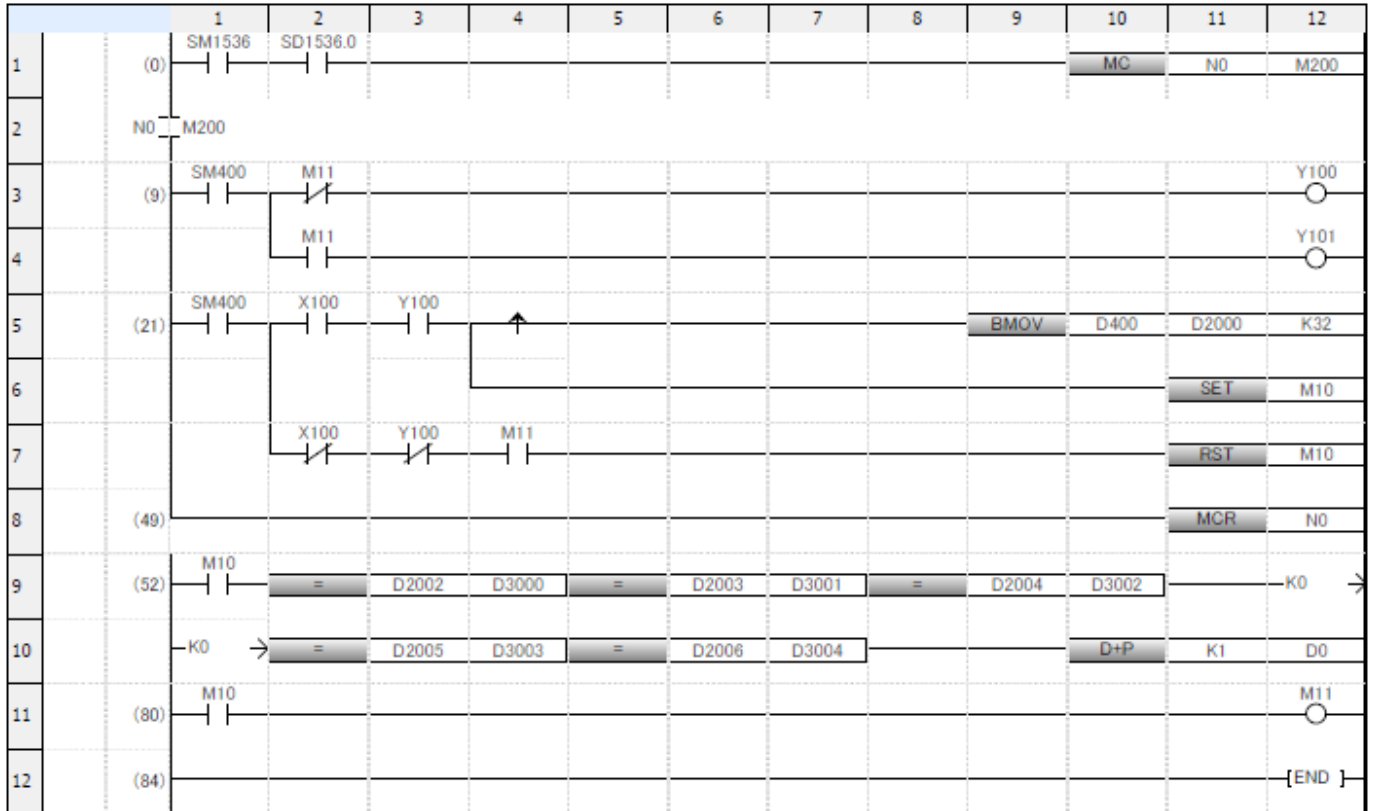 1 2 3 4 5 6 7 8 9 10 11 12
SM1536 SD1536.0
1 (0) MC N0 M200
2 N0 M200
SM400 M11 Y100
3 (9)
M11 Y101
4
SM400 X100 Y100
5 (21) BMOV D400 D2000 K32
6 SET M10
X100 Y100 M11
7 RST M10
8 (49) MCR N0
M10
9 (52) = D2002 D3000 = D2003 D3001 = D2004 D3002 K0
10 K0 = D2005 D3003 = D2006 D3004 D+P K1 D0
M10 M11
11 (80)
12 (84) [END ]